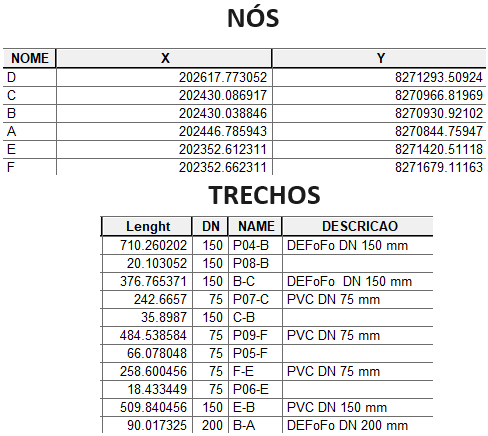 NÓS
NOME X Y
D 202617.773052 8271293.50924
C 202430.086917 8270966.81969
B 202430.038846 8270930.92102
A 202446.785943 8270844.75947
E 202352.612311 8271420.51118
F 202352.662311 8271679.11163
TRECHOS
Lenght DN NAME DESCRICAO
710.260202 150 P04-B DEFoFo DN 150 mm
20.103052 150 P08-B
376.765371 150 B-C DEFoFo DN 150 mm
242.6657 75 P07-C PVC DN 75 mm
35.8987 150 C-B
484.538584 75 P09-F PVC DN 75 mm
66.078048 75 P05-F
258.600456 75 F-E PVC DN 75 mm
18.433449 75 P06-E
509.840456 150 E-B PVC DN 150 mm
90.017325 200 B-A DEFoFo DN 200 mm